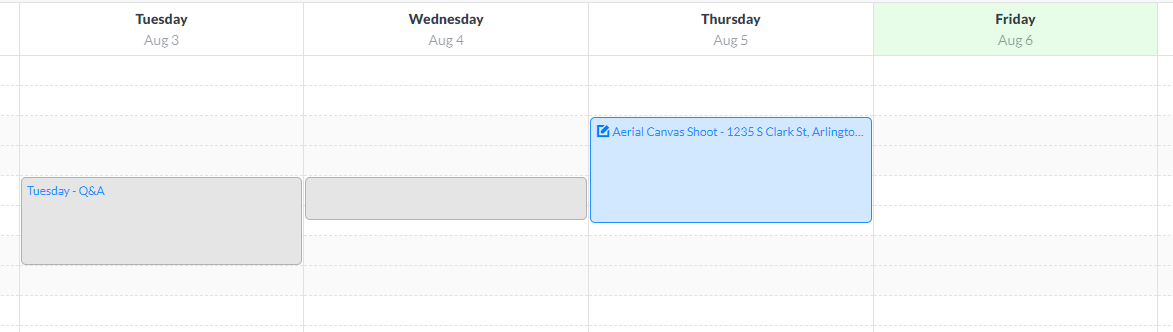 Tuesday
Aug 3
Wednesday
Aug 4
Thursday
Aug 5
Friday
Aug 6
Aerial Canvas Shoot - 1235 S Clark St, Arlingto...
Tuesday - Q&A